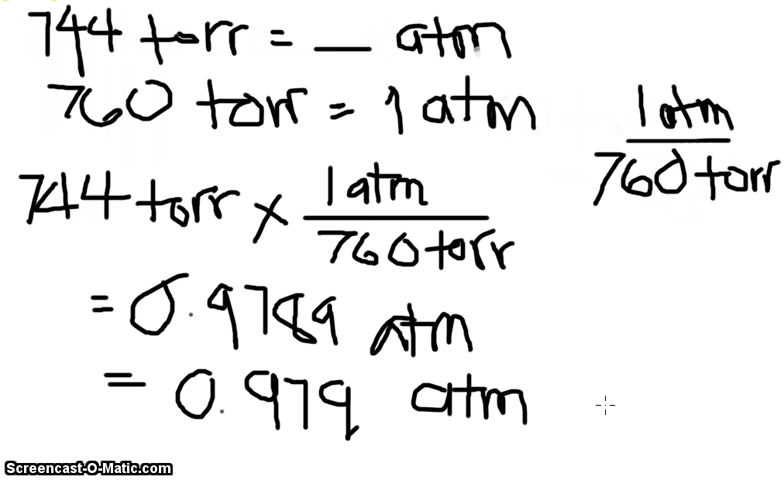 744 torr = __ atm
760 torr = 1 atm
1 atm
760 torr
744 torr × 1 atm
760 torr
= 0.9789 atm
= 0.979 atm
Screencast-O-Matic.com